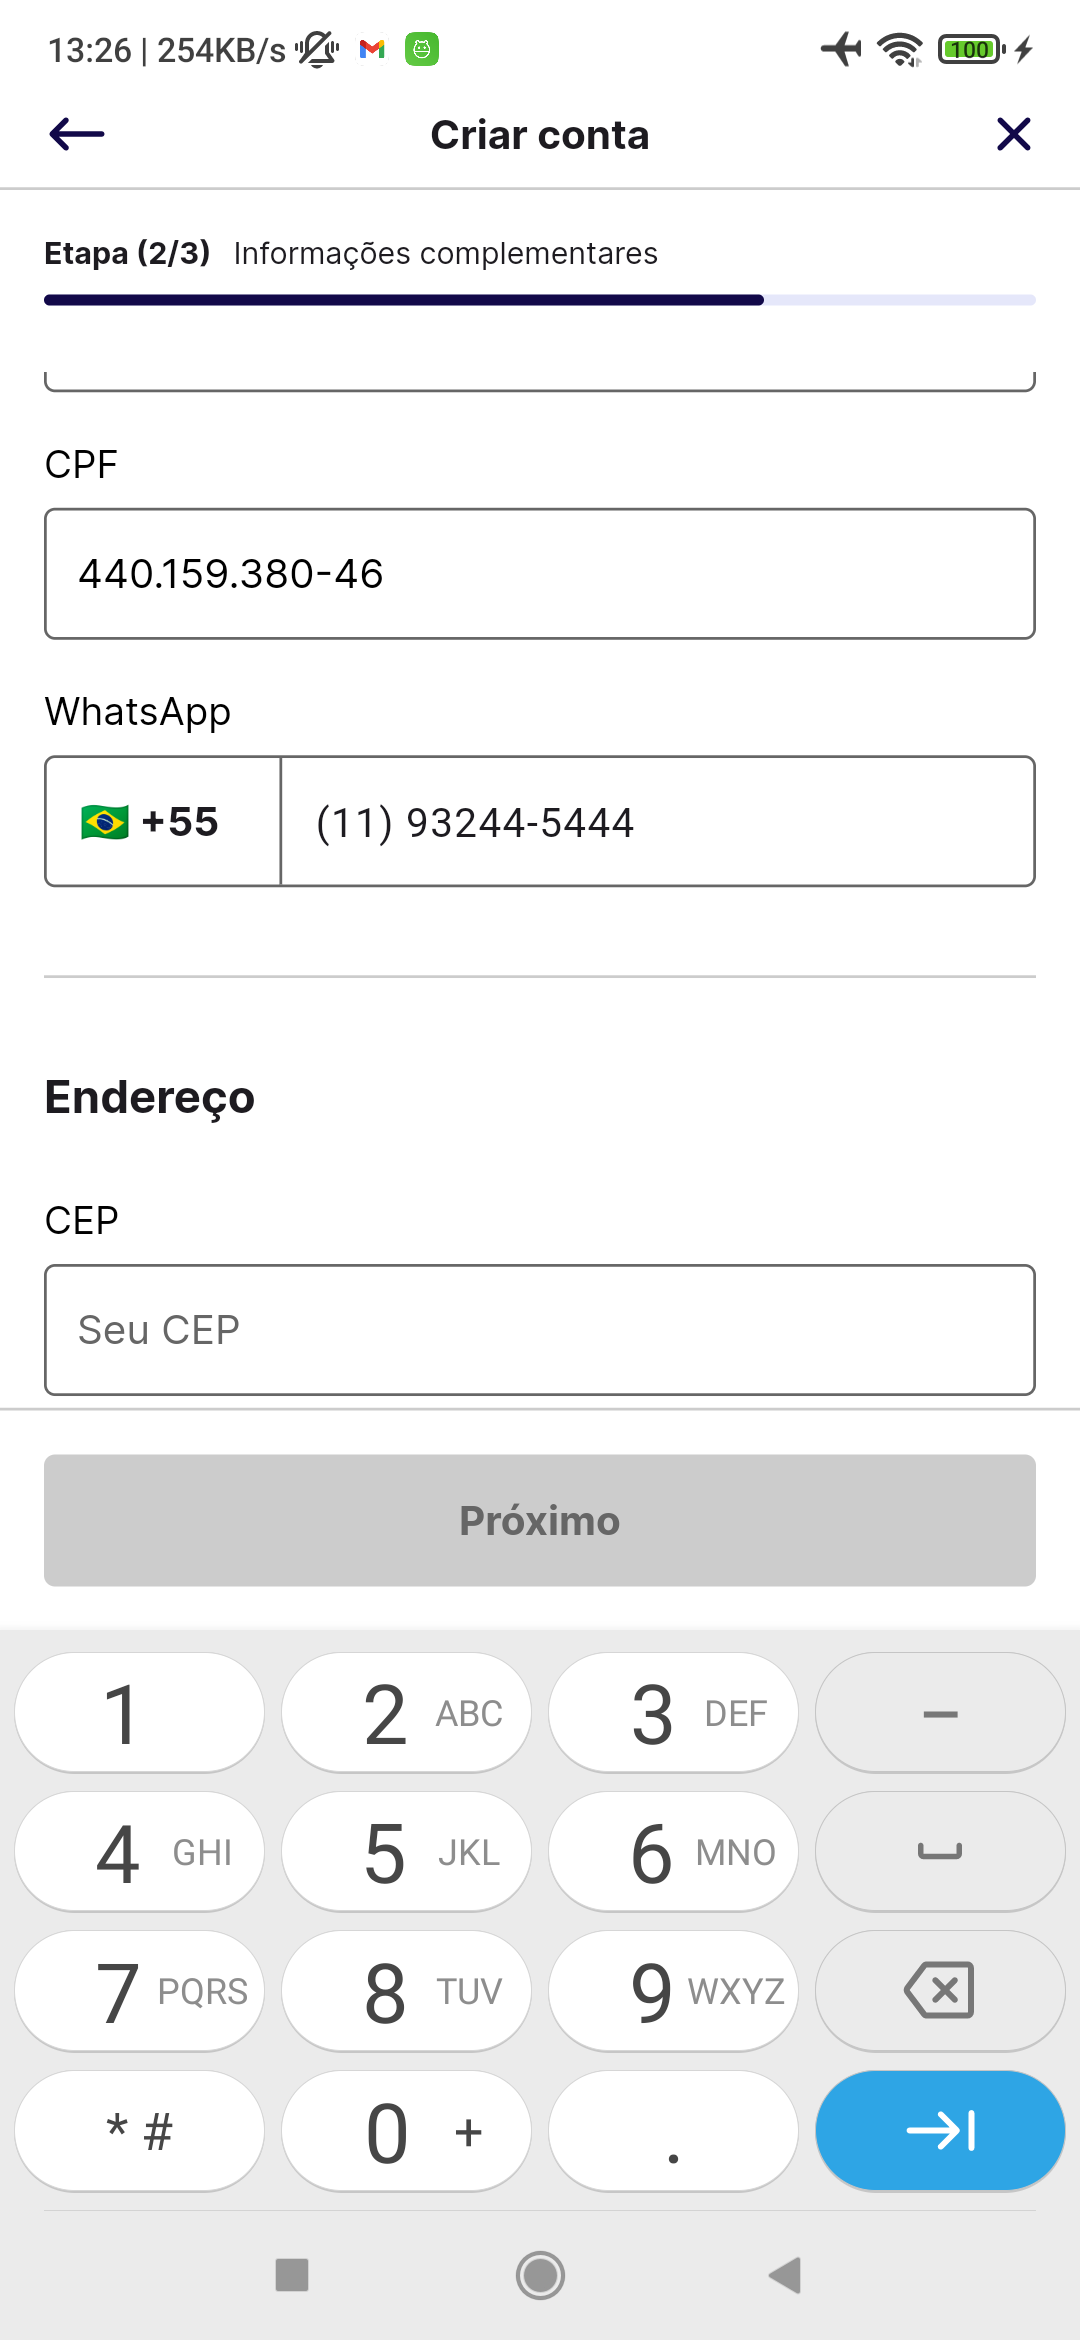 13:26 | 254KB/s
100
Criar conta
Etapa (2/3) Informações complementares
CPF
440.159.380-46
WhatsApp
+55 (11) 93244-5444
Endereço
CEP
Seu CEP
Próximo
1 2 ABC 3 DEF –
4 GHI 5 JKL 6 MNO
7 PQRS 8 TUV 9 WXYZ
* # 0 + .